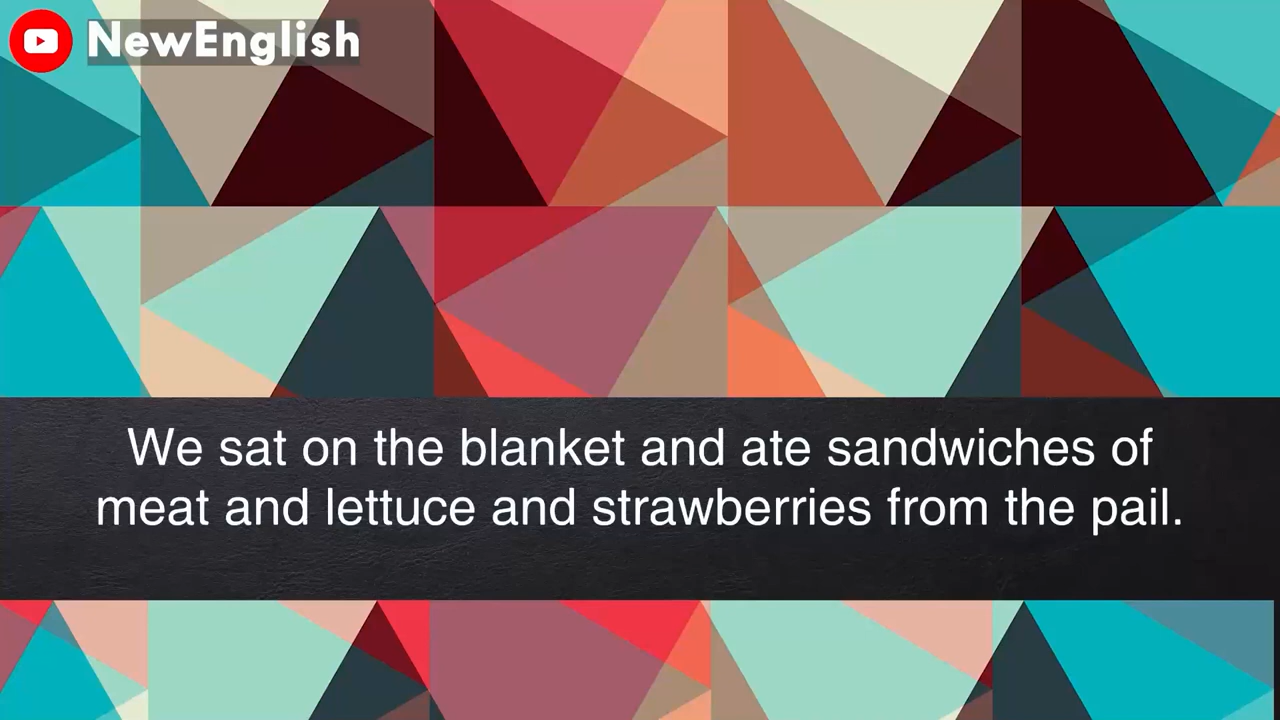 NewEnglish
We sat on the blanket and ate sandwiches of
meat and lettuce and strawberries from the pail.